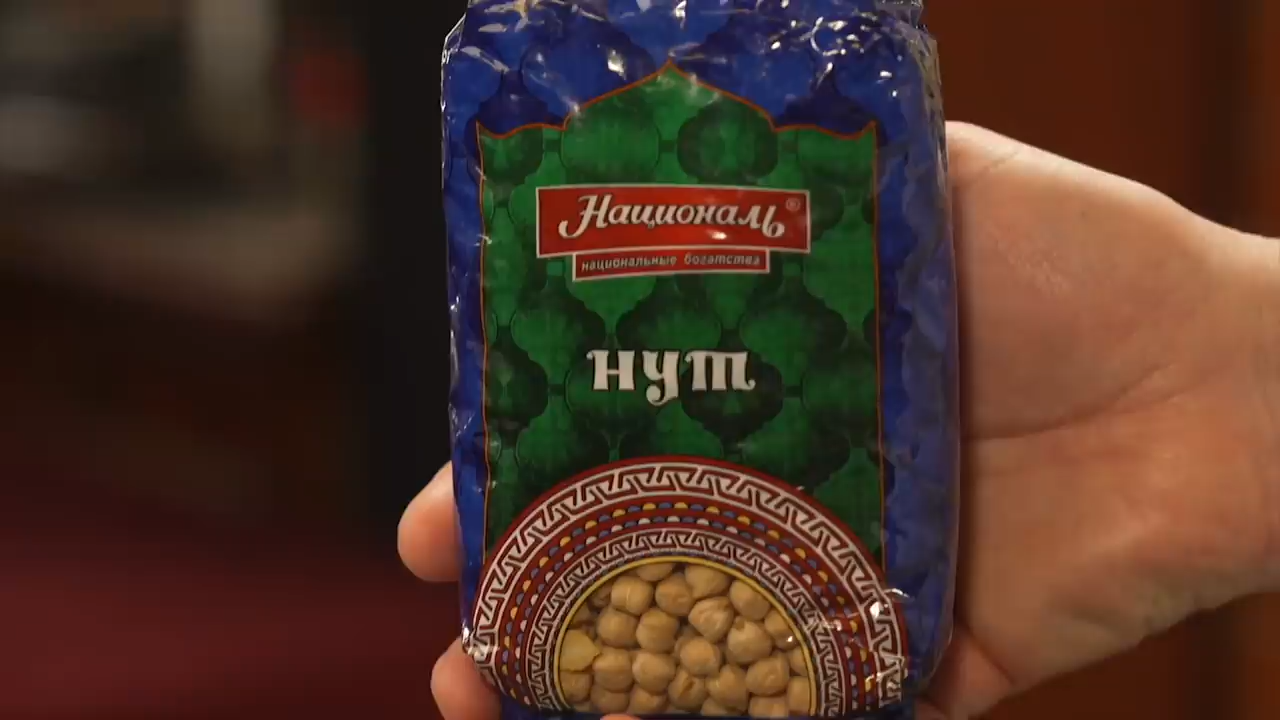 Националь®
национальные богатства
нут